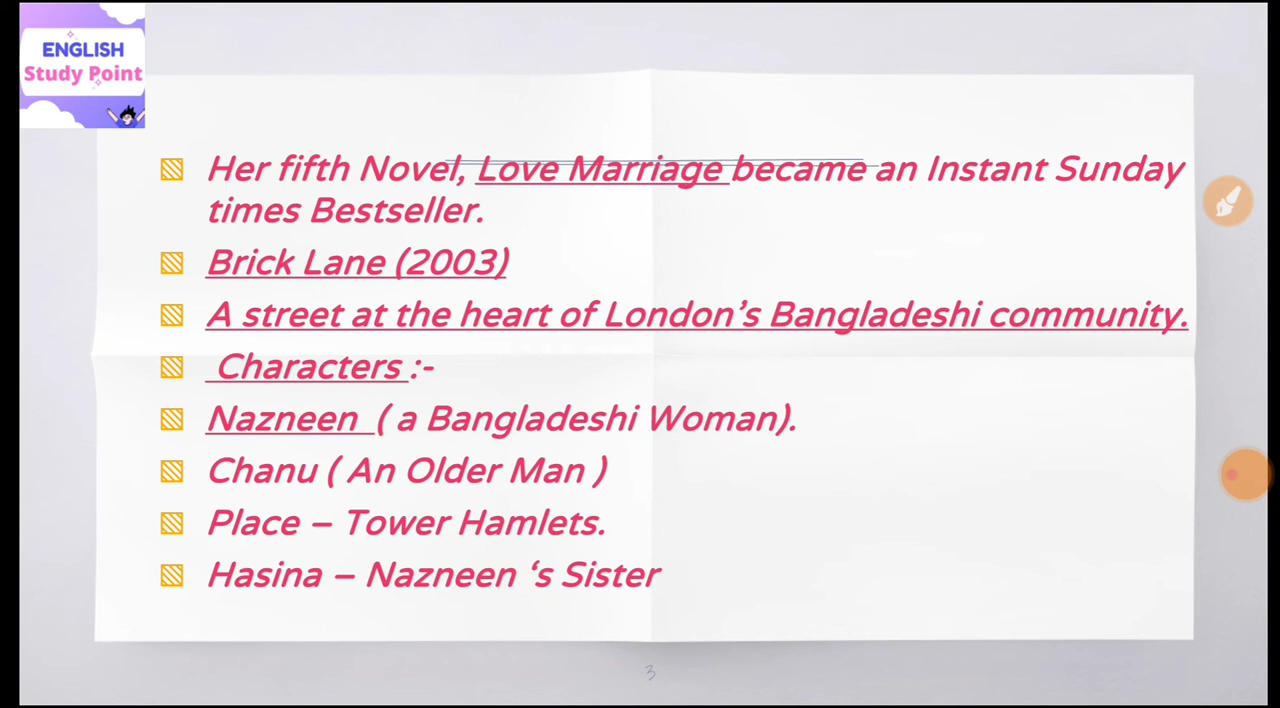 ENGLISH
Study Point
Her fifth Novel, Love Marriage became an Instant Sunday
times Bestseller.
Brick Lane (2003)
A street at the heart of London’s Bangladeshi community.
Characters :-
Nazneen ( a Bangladeshi Woman).
Chanu ( An Older Man )
Place – Tower Hamlets.
Hasina – Nazneen ‘s Sister
3